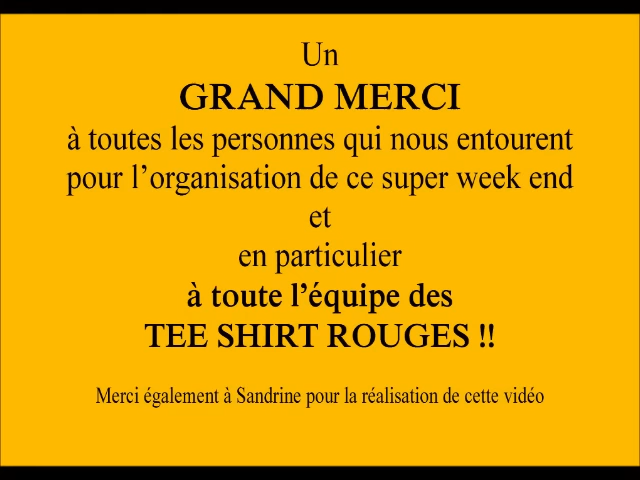 Un
GRAND MERCI
à toutes les personnes qui nous entourent
pour l’organisation de ce super week end
et
en particulier
à toute l’équipe des
TEE SHIRT ROUGES !!
Merci également à Sandrine pour la réalisation de cette vidéo